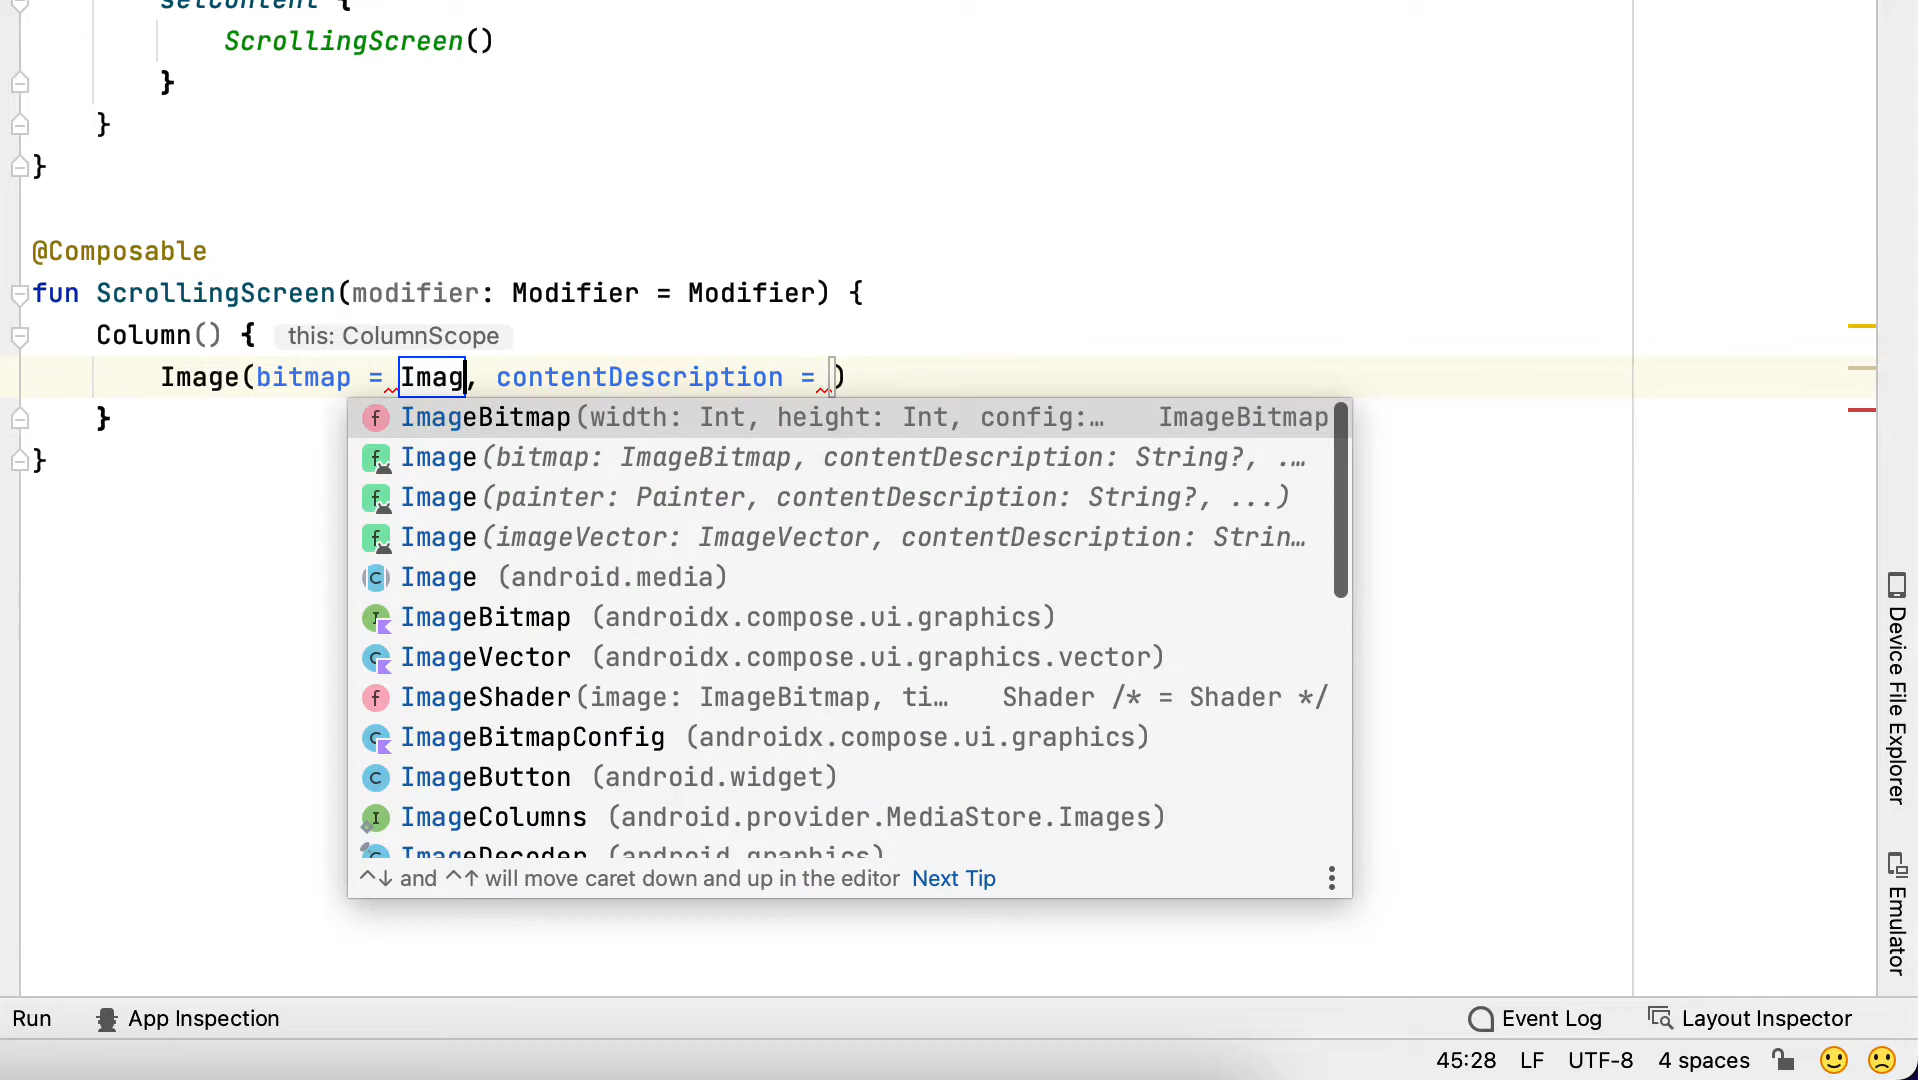 setContent {
ScrollingScreen()
}
}
}
@Composable
fun ScrollingScreen(modifier: Modifier = Modifier) {
Column() { this: ColumnScope
Image(bitmap = Imag, contentDescription = )
}
}
f ImageBitmap(width: Int, height: Int, config:… ImageBitmap
f Image(bitmap: ImageBitmap, contentDescription: String?, .…
f Image(painter: Painter, contentDescription: String?, ...)
f Image(imageVector: ImageVector, contentDescription: Strin…
C Image (android.media)
I ImageBitmap (androidx.compose.ui.graphics)
C ImageVector (androidx.compose.ui.graphics.vector)
f ImageShader(image: ImageBitmap, ti… Shader /* = Shader */
C ImageBitmapConfig (androidx.compose.ui.graphics)
C ImageButton (android.widget)
I ImageColumns (android.provider.MediaStore.Images)
C ImageDecoder (android.graphics)
^↓ and ^↑ will move caret down and up in the editor Next Tip
Device File Explorer
Emulator
Run App Inspection Event Log Layout Inspector
45:28 LF UTF-8 4 spaces